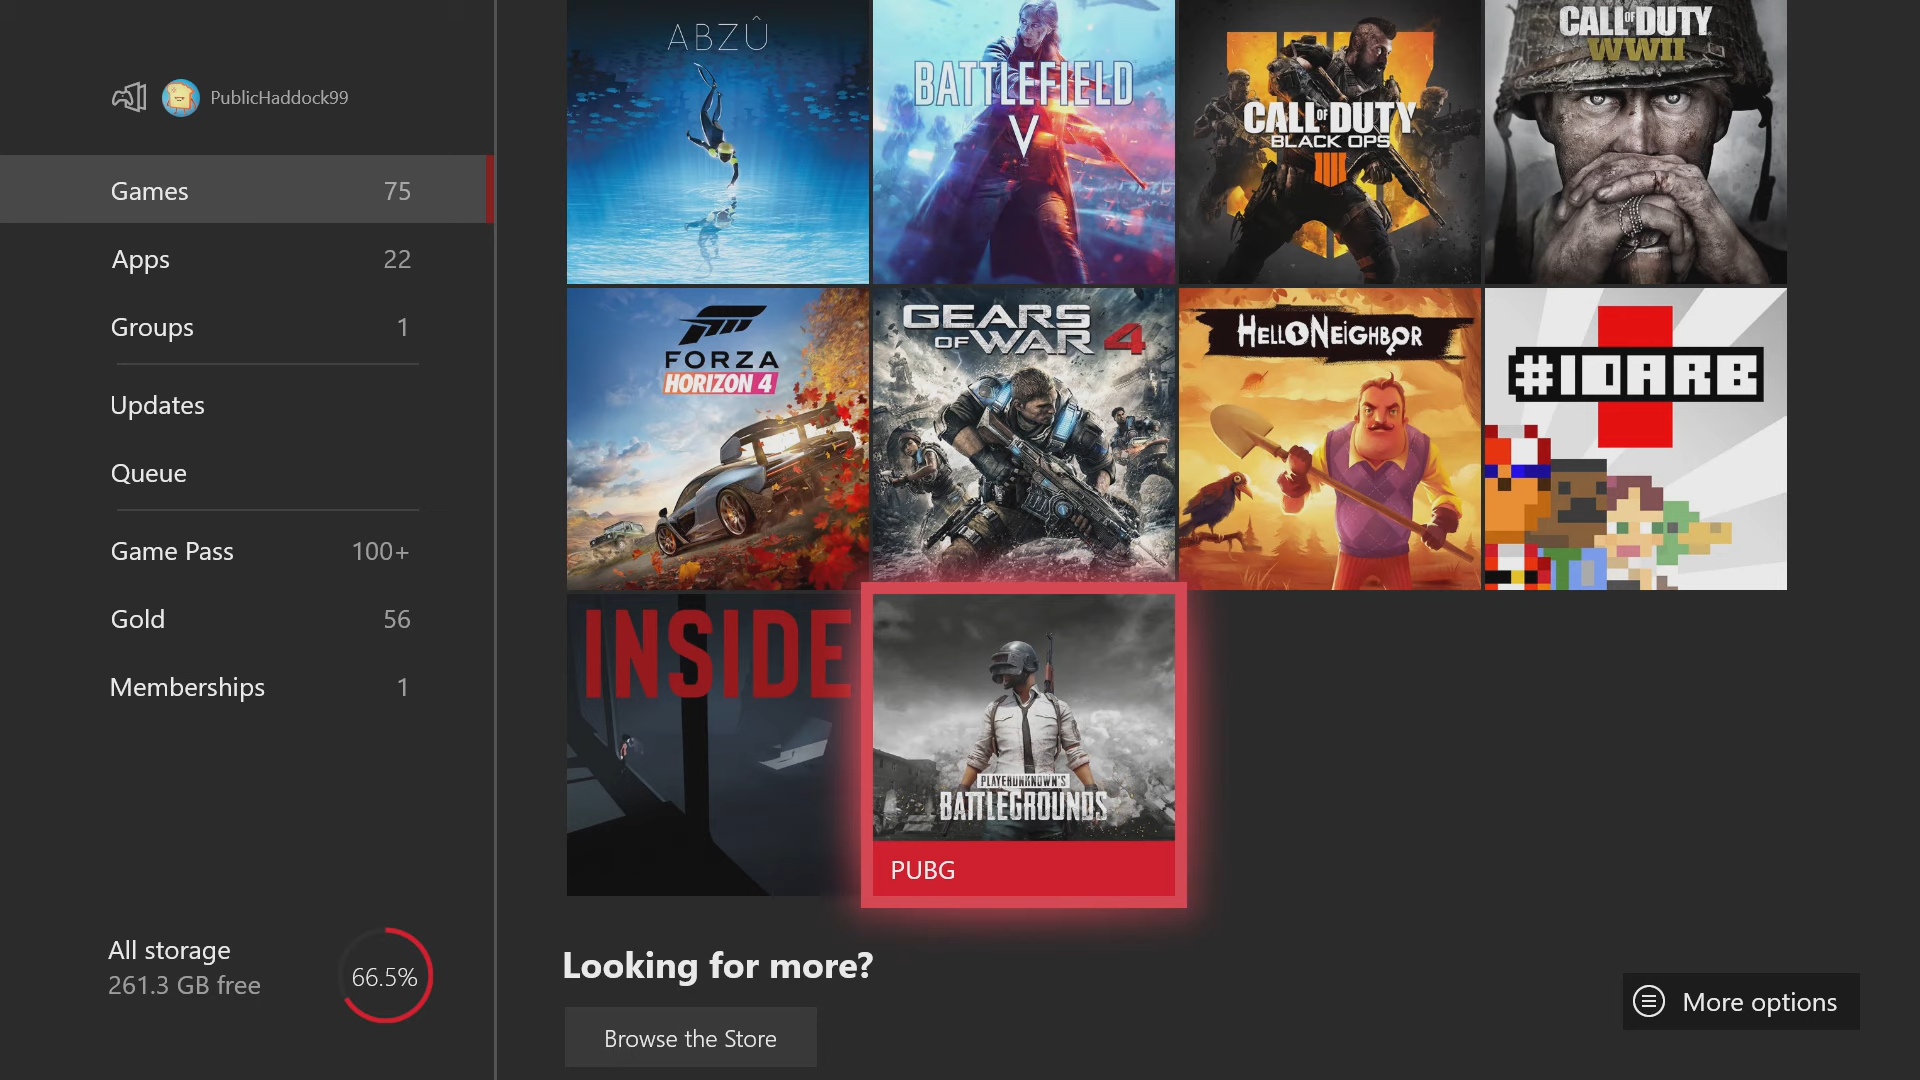 PublicHaddock99
Games 75
Apps 22
Groups 1
Updates
Queue
Game Pass 100+
Gold 56
Memberships 1
All storage
261.3 GB free
66.5%
ABZÛ
BATTLEFIELD
V
CALL OF DUTY
BLACK OPS
IIII
CALL OF DUTY
WWII
FORZA
HORIZON 4
GEARS
OF WAR 4
HELLO NEIGHBOR
#IDARB
INSIDE
PLAYERUNKNOWN'S
BATTLEGROUNDS
PUBG
Looking for more?
Browse the Store
More options